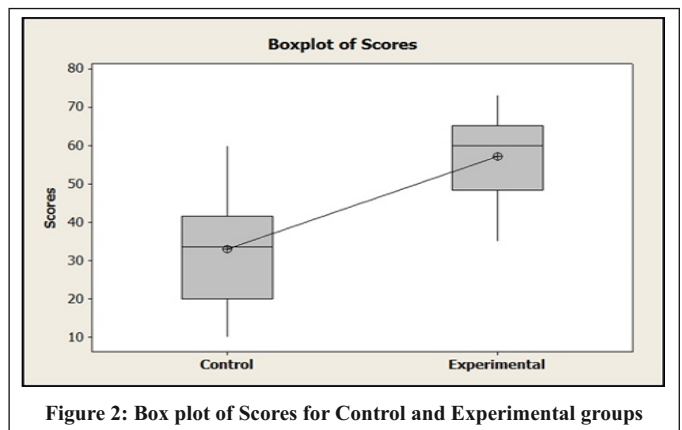 Boxplot of Scores
80
70
60
50
40
30
20
10
Scores
Control Experimental
Figure 2: Box plot of Scores for Control and Experimental groups